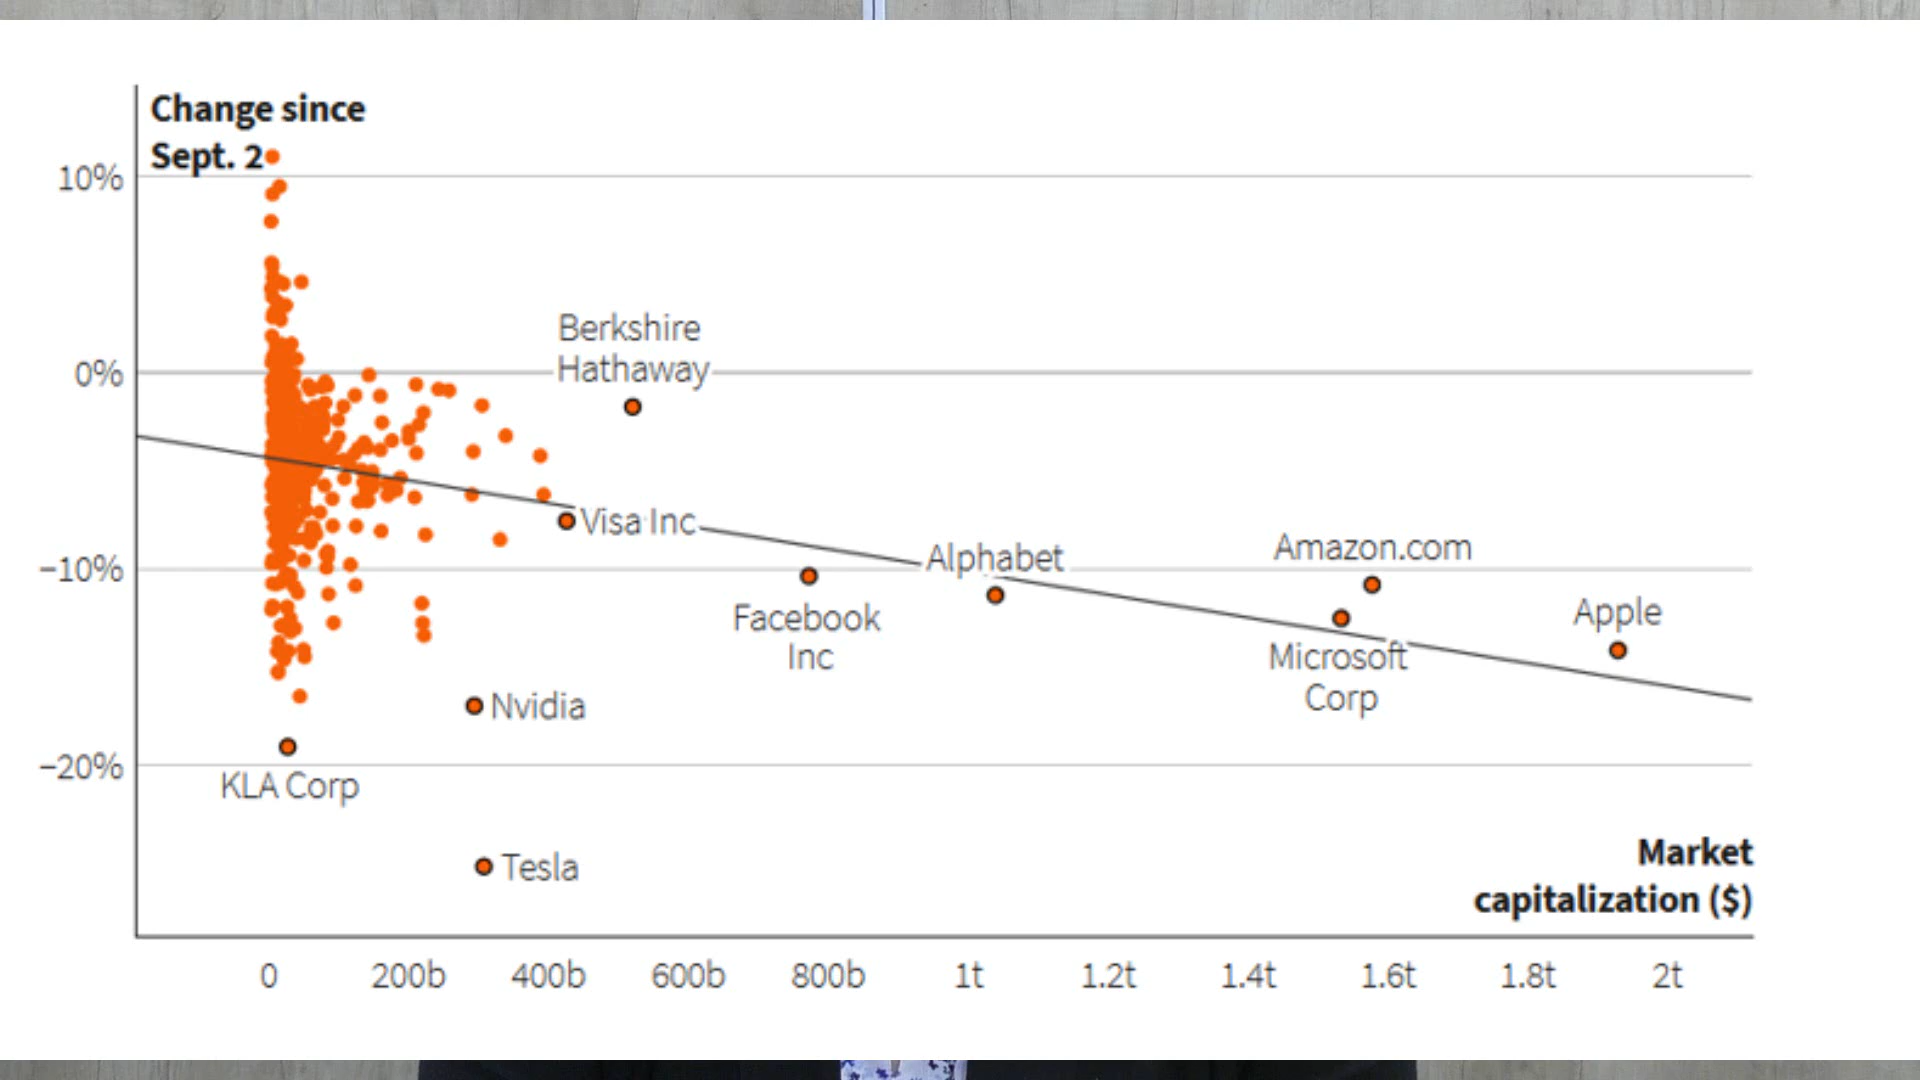 Change since
Sept. 2
10%
0%
−10%
−20%
Berkshire
Hathaway
Visa Inc
Alphabet
Amazon.com
Facebook
Inc
Apple
Microsoft
Corp
Nvidia
KLA Corp
Tesla
Market
capitalization ($)
0
200b
400b
600b
800b
1t
1.2t
1.4t
1.6t
1.8t
2t